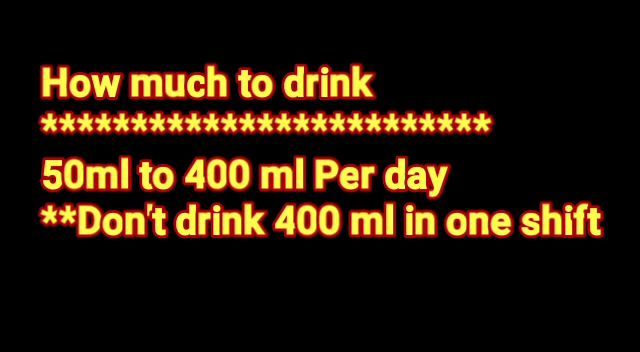 How much to drink
**************************
50ml to 400 ml Per day
**Don't drink 400 ml in one shift